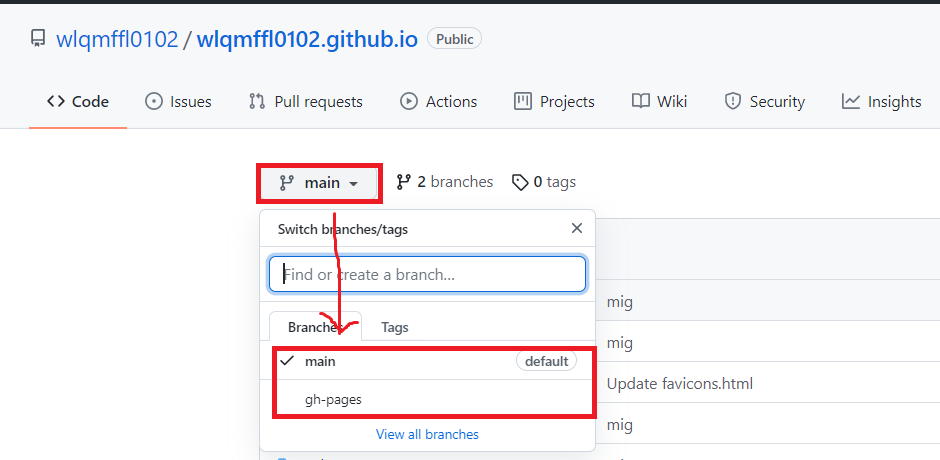 wlqmffl0102 / wlqmffl0102.github.io Public
Code Issues Pull requests Actions Projects Wiki Security Insights
main 2 branches 0 tags
Switch branches/tags
Find or create a branch...
mig
Branches Tags
mig
main default
Update favicons.html
gh-pages
mig
View all branches